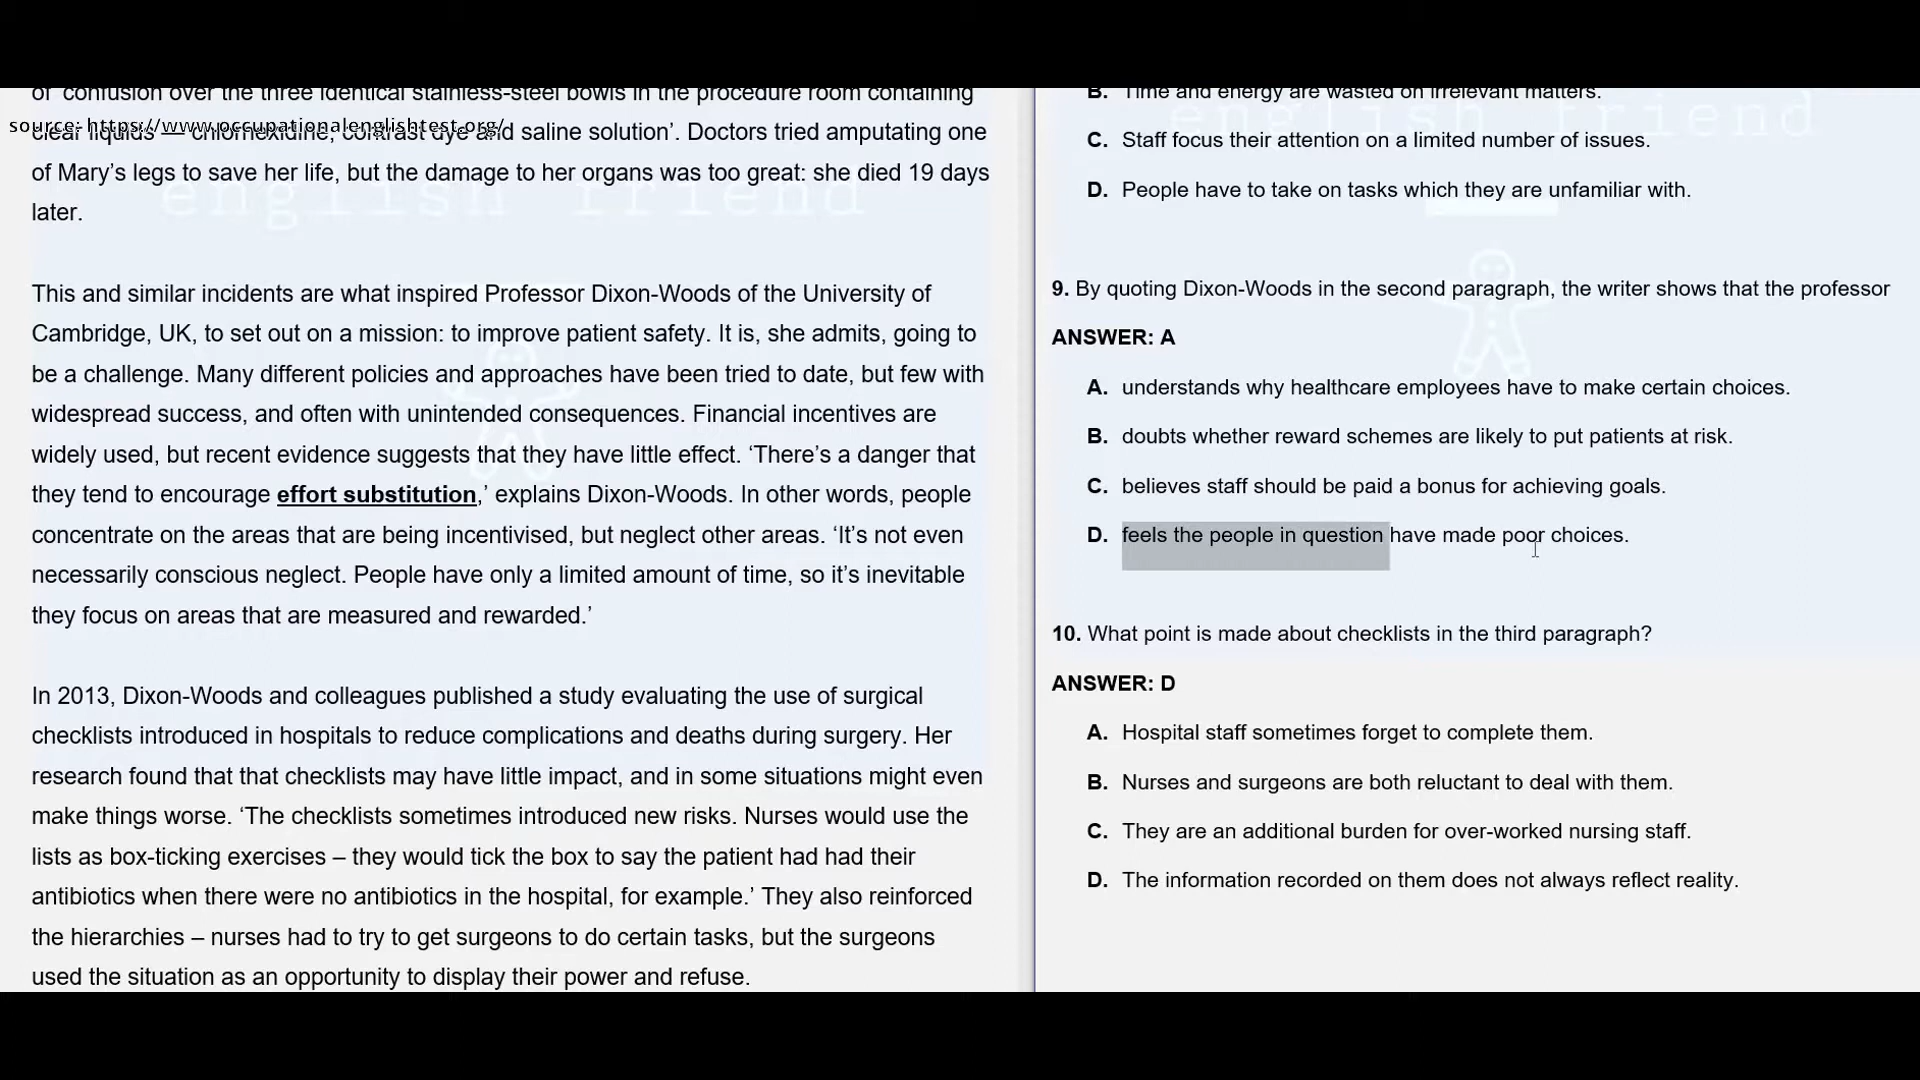 of 'confusion over the three identical stainless-steel bowls in the procedure room containing
source: https://www.occupationalenglishtest.org/
clear liquids — chlorhexidine, contrast dye and saline solution’. Doctors tried amputating one
of Mary’s legs to save her life, but the damage to her organs was too great: she died 19 days
later.
This and similar incidents are what inspired Professor Dixon-Woods of the University of
Cambridge, UK, to set out on a mission: to improve patient safety. It is, she admits, going to
be a challenge. Many different policies and approaches have been tried to date, but few with
widespread success, and often with unintended consequences. Financial incentives are
widely used, but recent evidence suggests that they have little effect. ‘There’s a danger that
they tend to encourage effort substitution,’ explains Dixon-Woods. In other words, people
concentrate on the areas that are being incentivised, but neglect other areas. ‘It’s not even
necessarily conscious neglect. People have only a limited amount of time, so it’s inevitable
they focus on areas that are measured and rewarded.’
In 2013, Dixon-Woods and colleagues published a study evaluating the use of surgical
checklists introduced in hospitals to reduce complications and deaths during surgery. Her
research found that that checklists may have little impact, and in some situations might even
make things worse. ‘The checklists sometimes introduced new risks. Nurses would use the
lists as box-ticking exercises – they would tick the box to say the patient had had their
antibiotics when there were no antibiotics in the hospital, for example.’ They also reinforced
the hierarchies – nurses had to try to get surgeons to do certain tasks, but the surgeons
used the situation as an opportunity to display their power and refuse.
english friend
B. Time and energy are wasted on irrelevant matters.
english friend
C. Staff focus their attention on a limited number of issues.
D. People have to take on tasks which they are unfamiliar with.
9. By quoting Dixon-Woods in the second paragraph, the writer shows that the professor
ANSWER: A
A. understands why healthcare employees have to make certain choices.
B. doubts whether reward schemes are likely to put patients at risk.
C. believes staff should be paid a bonus for achieving goals.
D. feels the people in question have made poor choices.
10. What point is made about checklists in the third paragraph?
ANSWER: D
A. Hospital staff sometimes forget to complete them.
B. Nurses and surgeons are both reluctant to deal with them.
C. They are an additional burden for over-worked nursing staff.
D. The information recorded on them does not always reflect reality.